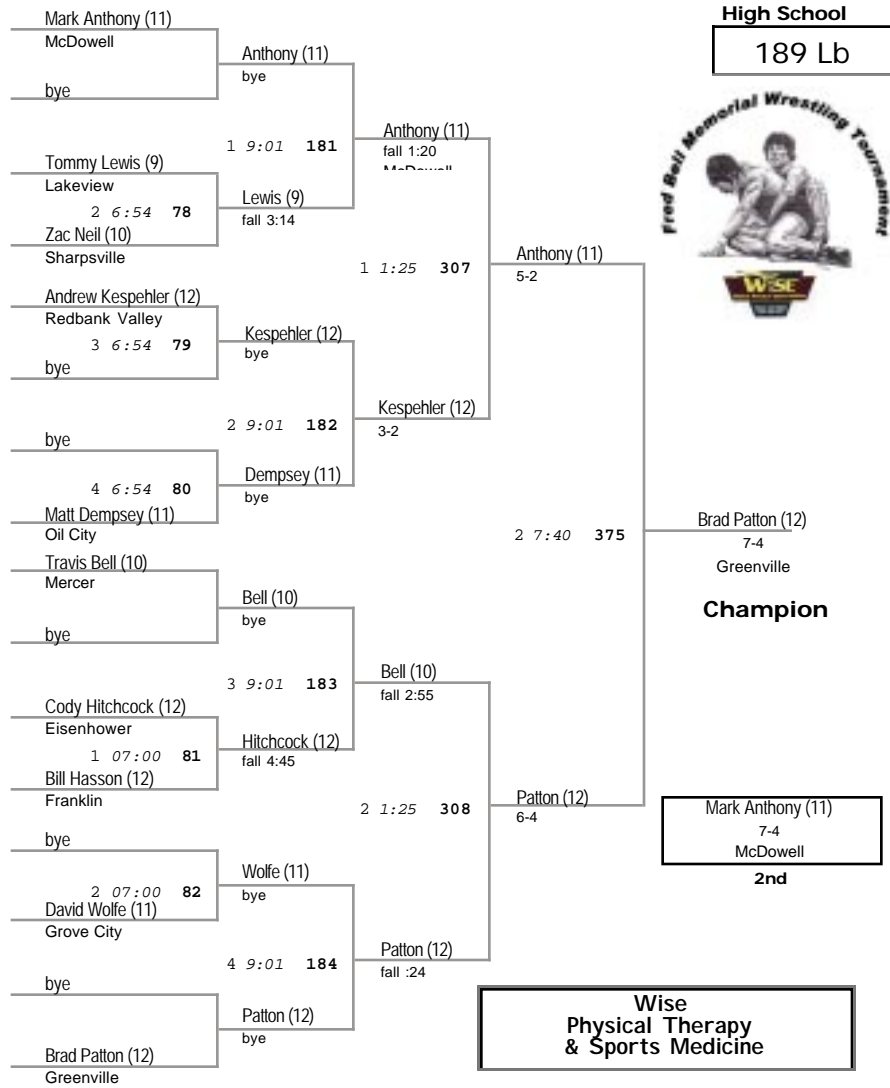 High School
189 Lb
Fred Bell Memorial Wrestling Tournament
WISE
Mark Anthony (11)
McDowell
bye
Anthony (11)
bye
1 9:01 181
Tommy Lewis (9)
Lakeview
2 6:54 78
Zac Neil (10)
Sharpsville
Lewis (9)
fall 3:14
Anthony (11)
fall 1:20
McDowell
1 1:25 307
Andrew Kespehler (12)
Redbank Valley
3 6:54 79
bye
Kespehler (12)
bye
2 9:01 182
bye
4 6:54 80
Matt Dempsey (11)
Oil City
Dempsey (11)
bye
Kespehler (12)
3-2
Anthony (11)
5-2
2 7:40 375
Travis Bell (10)
Mercer
bye
Bell (10)
bye
3 9:01 183
Cody Hitchcock (12)
Eisenhower
1 07:00 81
Bill Hasson (12)
Franklin
Hitchcock (12)
fall 4:45
Bell (10)
fall 2:55
2 1:25 308
bye
2 07:00 82
David Wolfe (11)
Grove City
Wolfe (11)
bye
4 9:01 184
bye
Brad Patton (12)
Greenville
Patton (12)
bye
Patton (12)
fall :24
Patton (12)
6-4
Brad Patton (12)
7-4
Greenville
Champion
Mark Anthony (11)
7-4
McDowell
2nd
Wise
Physical Therapy
& Sports Medicine